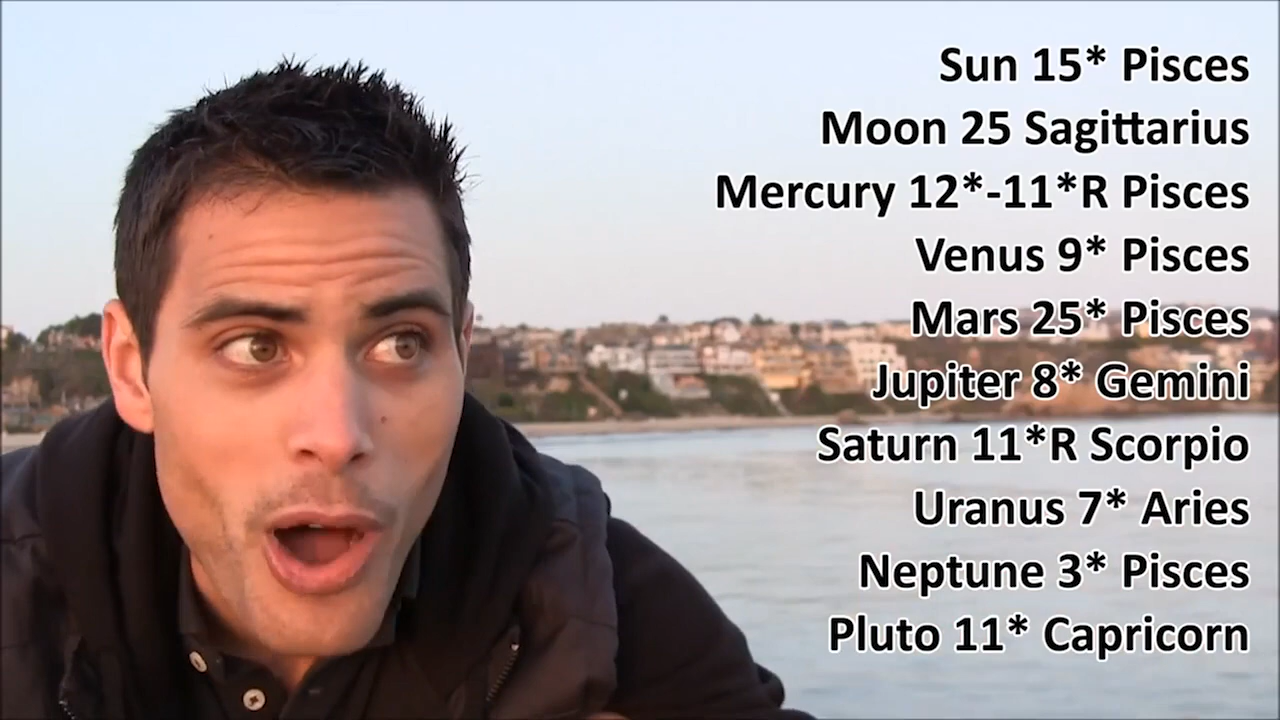 Sun 15* Pisces
Moon 25 Sagittarius
Mercury 12*-11*R Pisces
Venus 9* Pisces
Mars 25* Pisces
Jupiter 8* Gemini
Saturn 11*R Scorpio
Uranus 7* Aries
Neptune 3* Pisces
Pluto 11* Capricorn